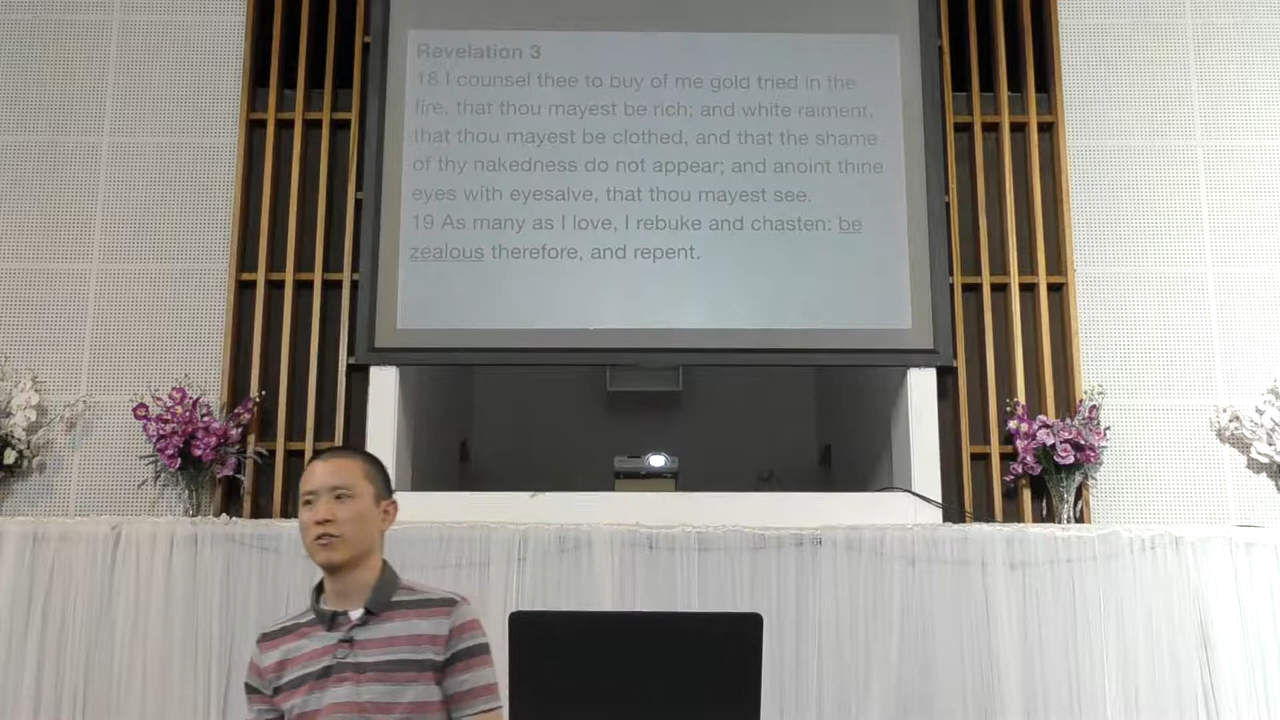 Revelation 3
18 I counsel thee to buy of me gold tried in the
fire, that thou mayest be rich; and white raiment,
that thou mayest be clothed, and that the shame
of thy nakedness do not appear; and anoint thine
eyes with eyesalve, that thou mayest see.
19 As many as I love, I rebuke and chasten: be
zealous therefore, and repent.